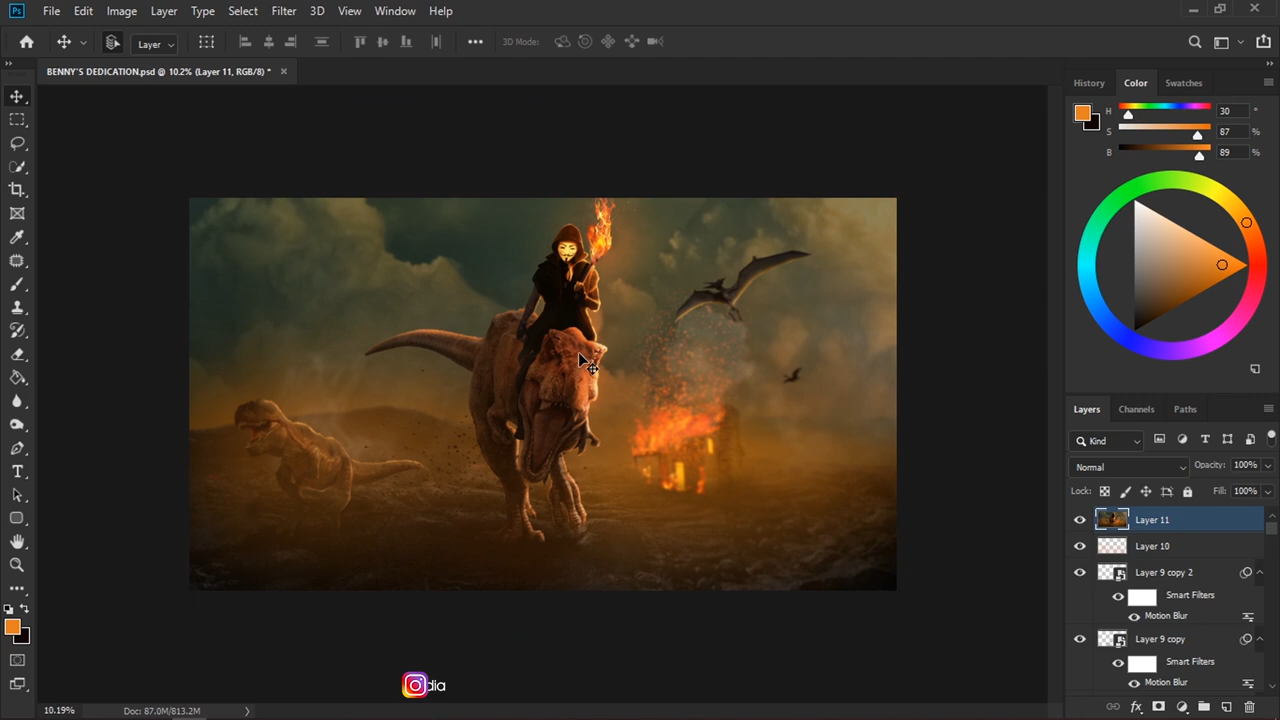 Ps File Edit Image Layer Type Select Filter 3D View Window Help
Layer 3D Mode:
BENNY'S DEDICATION.psd @ 10.2% (Layer 11, RGB/8) * ×
History Color Swatches
H 30 °
S 87 %
B 89 %
Layers Channels Paths
Kind
Normal Opacity: 100%
Lock: Fill: 100%
Layer 11
Layer 10
Layer 9 copy 2
Smart Filters
Motion Blur
Layer 9 copy
Smart Filters
Motion Blur
dia
10.19% Doc: 87.0M/813.2M